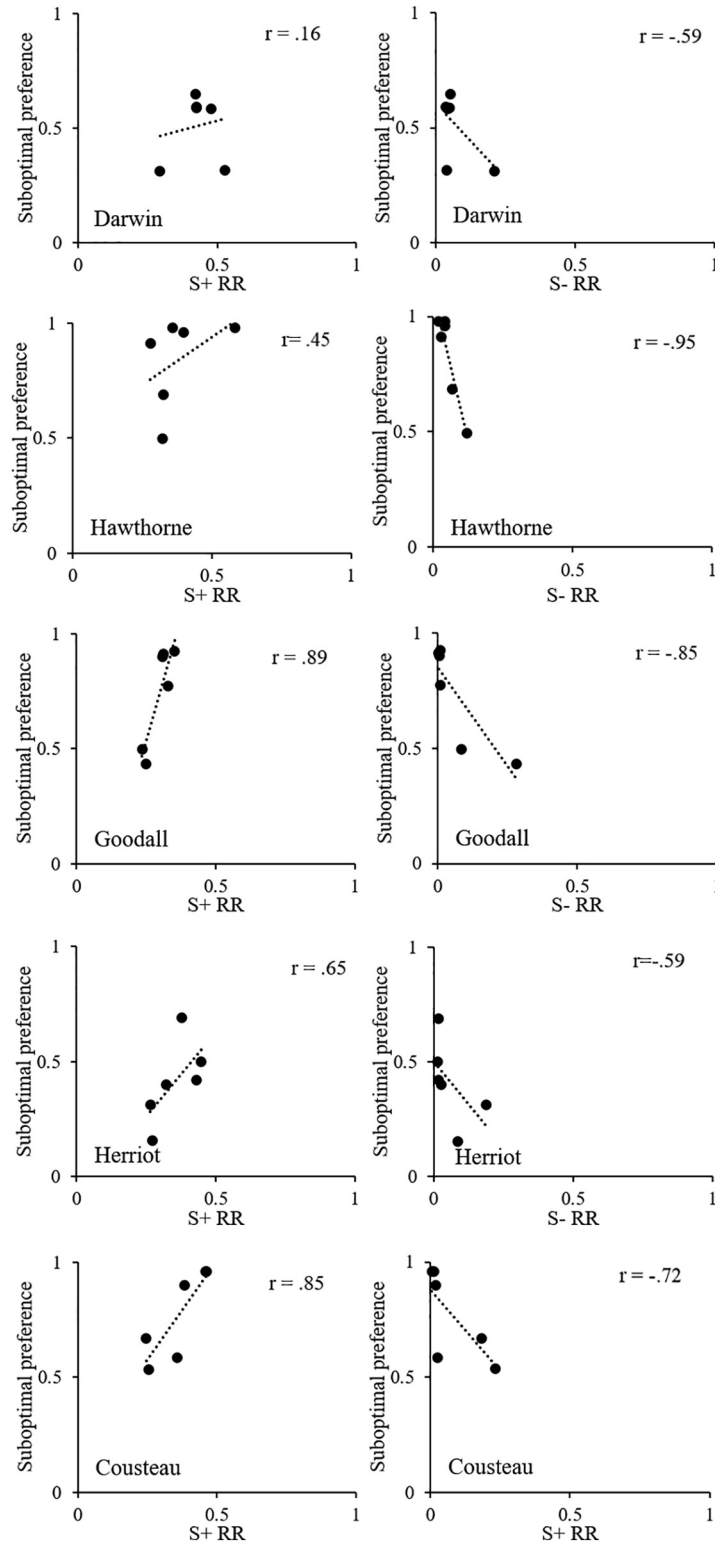 1
r = .16
Suboptimal preference
0.5
Darwin
0
0
0.5
1
S+ RR
1
r = -.59
Suboptimal preference
0.5
Darwin
0
0
0.5
1
S- RR
1
r= .45
Suboptimal preference
0.5
Hawthorne
0
0
0.5
1
S+ RR
1
r = -.95
Suboptimal preference
0.5
Hawthorne
0
0
0.5
1
S- RR
1
r = .89
Suboptimal preference
0.5
Goodall
0
0
0.5
1
S+ RR
1
r = -.85
Suboptimal preference
0.5
Goodall
0
0
0.5
1
S- RR
1
r = .65
Suboptimal preference
0.5
Herriot
0
0
0.5
1
S+ RR
1
r=-.59
Suboptimal preference
0.5
Herriot
0
0
0.5
1
S- RR
1
r = .85
Suboptimal preference
0.5
Cousteau
0
0
0.5
1
S+ RR
1
r = -.72
Suboptimal preference
0.5
Cousteau
0
0
0.5
1
S+ RR